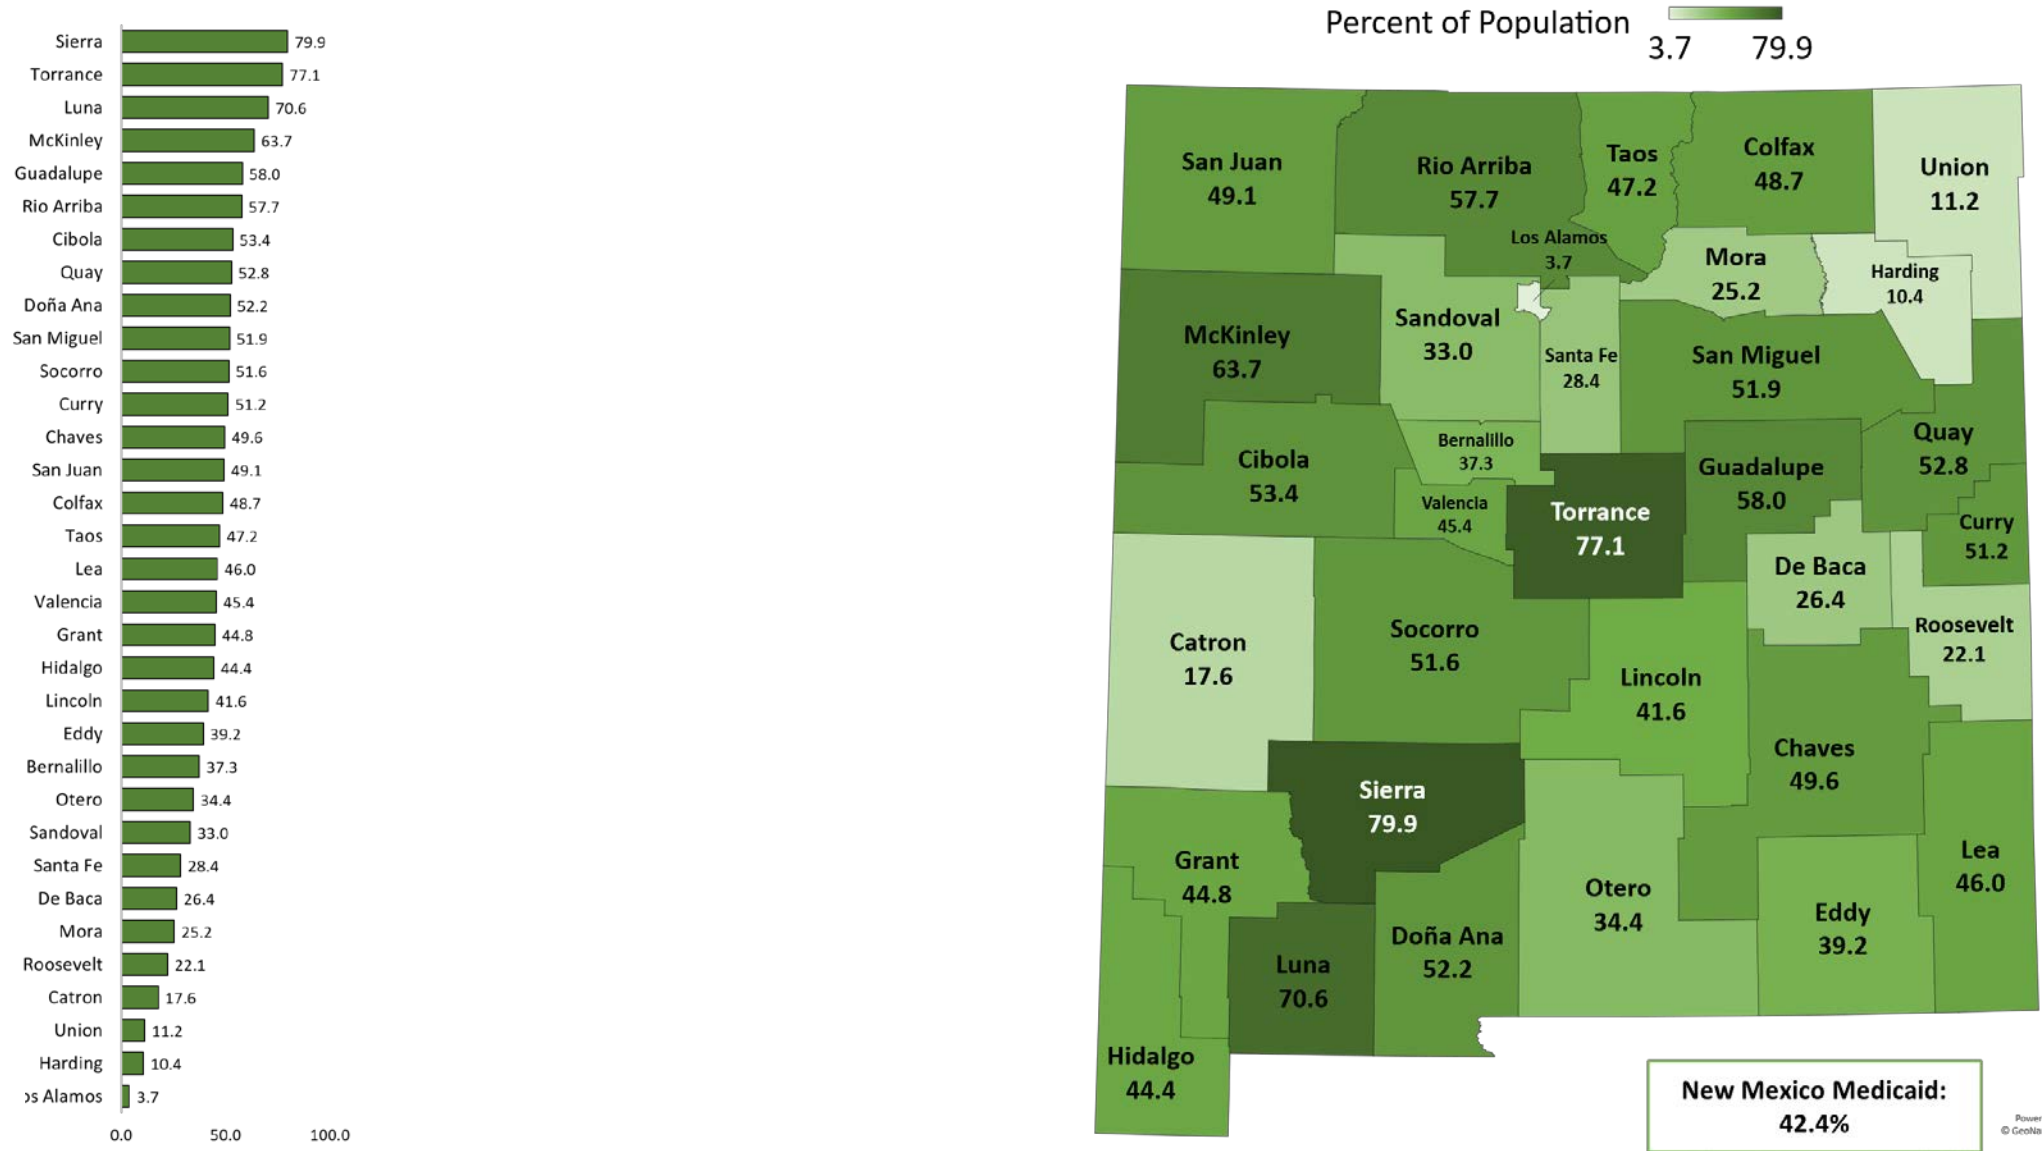 Sierra 79.9
Torrance 77.1
Luna 70.6
McKinley 63.7
Guadalupe 58.0
Rio Arriba 57.7
Cibola 53.4
Quay 52.8
Doña Ana 52.2
San Miguel 51.9
Socorro 51.6
Curry 51.2
Chaves 49.6
San Juan 49.1
Colfax 48.7
Taos 47.2
Lea 46.0
Valencia 45.4
Grant 44.8
Hidalgo 44.4
Lincoln 41.6
Eddy 39.2
Bernalillo 37.3
Otero 34.4
Sandoval 33.0
Santa Fe 28.4
De Baca 26.4
Mora 25.2
Roosevelt 22.1
Catron 17.6
Union 11.2
Harding 10.4
os Alamos 3.7
0.0 50.0 100.0
Percent of Population
3.7 79.9
San Juan
49.1
Rio Arriba
57.7
Taos
47.2
Colfax
48.7
Union
11.2
Los Alamos
3.7
Mora
25.2
Harding
10.4
McKinley
63.7
Sandoval
33.0
Santa Fe
28.4
San Miguel
51.9
Cibola
53.4
Bernalillo
37.3
Valencia
45.4
Torrance
77.1
Guadalupe
58.0
Quay
52.8
Curry
51.2
De Baca
26.4
Roosevelt
22.1
Catron
17.6
Socorro
51.6
Lincoln
41.6
Chaves
49.6
Sierra
79.9
Grant
44.8
Luna
70.6
Doña Ana
52.2
Otero
34.4
Eddy
39.2
Lea
46.0
Hidalgo
44.4
New Mexico Medicaid:
42.4%
Power
© GeoNa